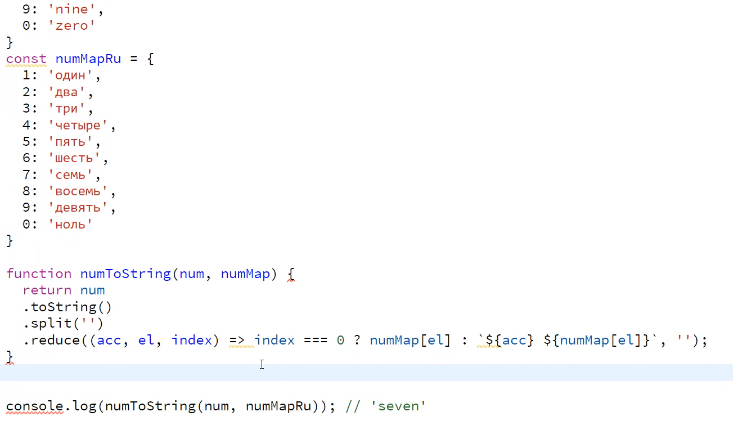 9: 'nine',
0: 'zero'
}
const numMapRu = {
1: 'один',
2: 'два',
3: 'три',
4: 'четыре',
5: 'пять',
6: 'шесть',
7: 'семь',
8: 'восемь',
9: 'девять',
0: 'ноль'
}
function numToString(num, numMap) {
return num
.toString()
.split('')
.reduce((acc, el, index) => index === 0 ? numMap[el] : `${acc} ${numMap[el]}`, '');
}
console.log(numToString(num, numMapRu)); // 'seven'